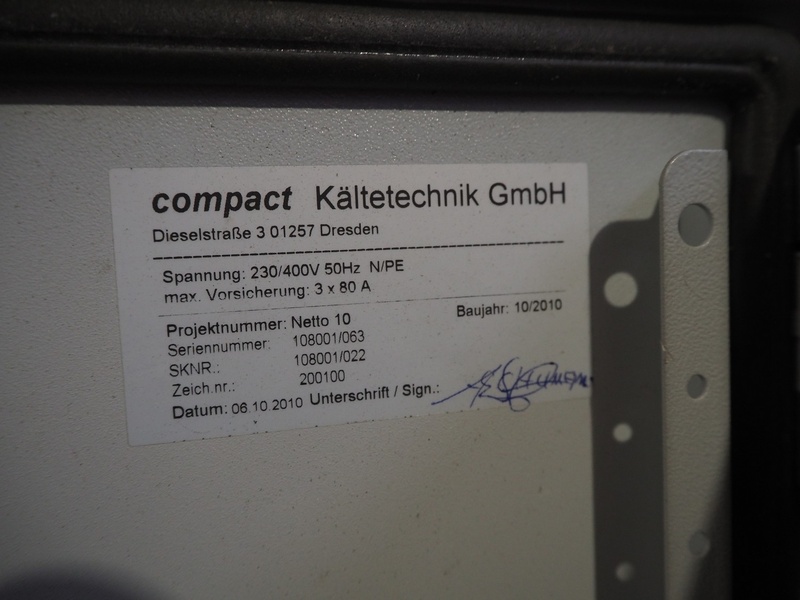 compact Kältetechnik GmbH
Dieselstraße 3 01257 Dresden
Spannung: 230/400V 50Hz N/PE
max. Vorsicherung: 3 x 80 A
Projektnummer: Netto 10 Baujahr: 10/2010
Seriennummer: 108001/063
SKNR.: 108001/022
Zeich.nr.: 200100
Datum: 06.10.2010 Unterschrift / Sign.: